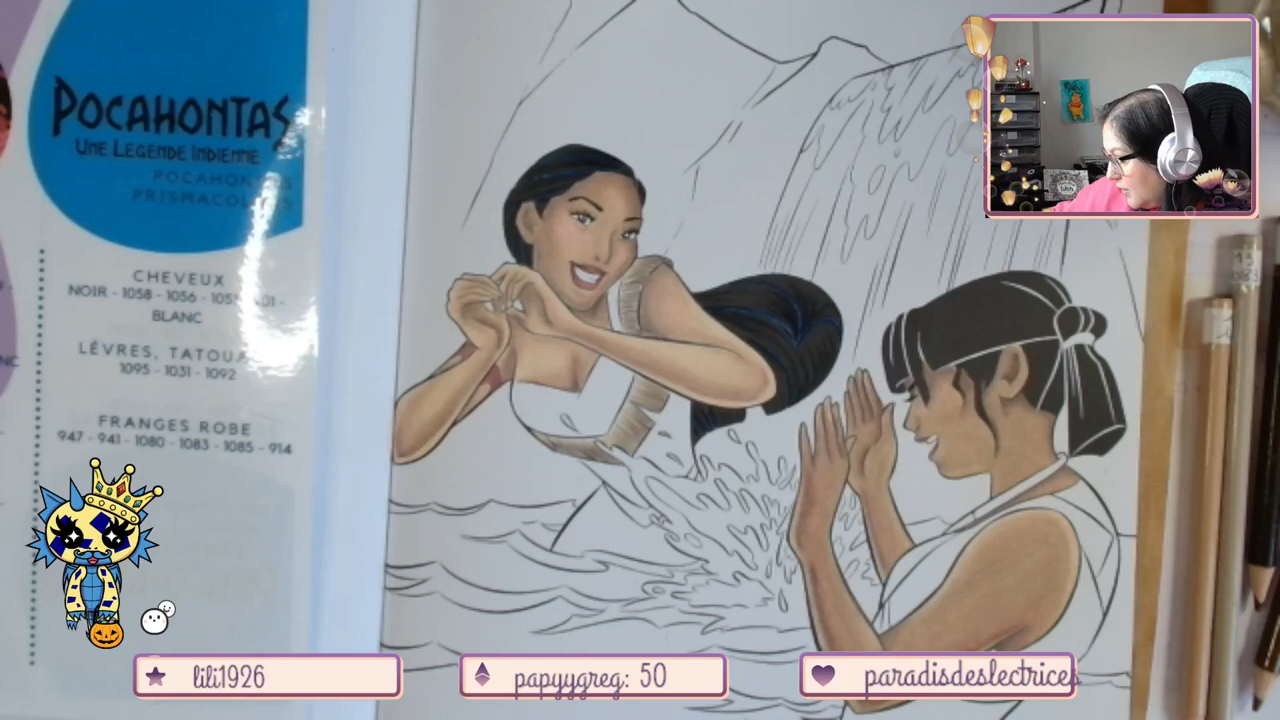 POCAHONTAS
UNE LEGENDE INDIENNE
POCAHONTAS
CHEVEUX
NOIR - 1058 - 1056 -
BLANC
LÈVRES,
1095 - 1031 - 1092
FRANGES ROBE
947 - 941 - 1080 - 1083 - 1085 - 914
lili1926
papyygreg: 50
paradisdeslectrices